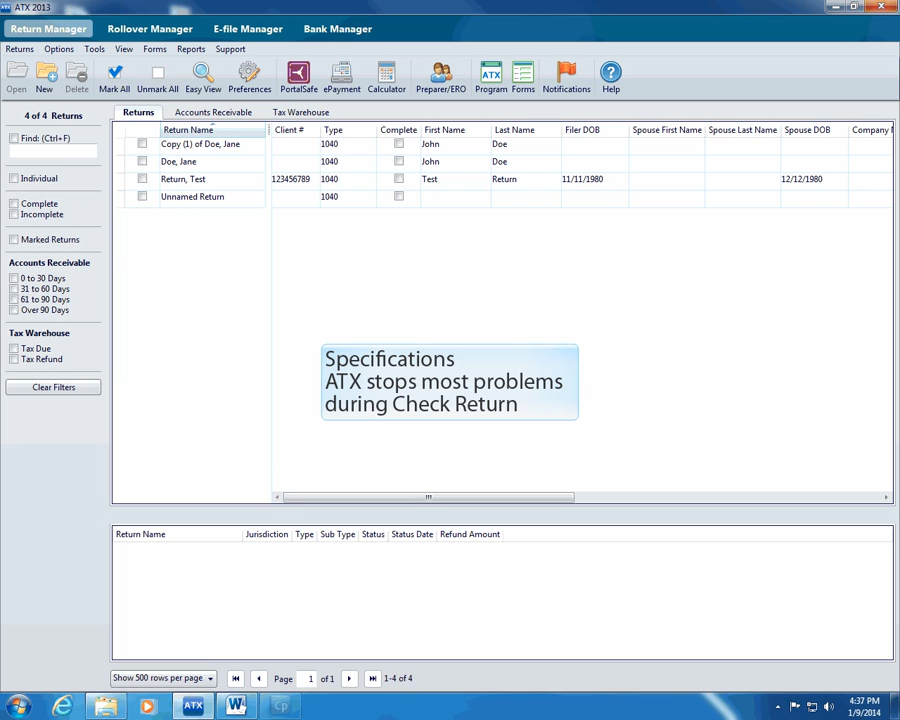 ATX 2013
Return Manager Rollover Manager E-file Manager Bank Manager
Returns Options Tools View Forms Reports Support
Open New Delete Mark All Unmark All Easy View Preferences PortalSafe ePayment Calculator Preparer/ERO ATX Program Forms Notifications Help
4 of 4 Returns
Returns Accounts Receivable Tax Warehouse
Find: (Ctrl+F)
Individual
Complete
Incomplete
Marked Returns
Accounts Receivable
0 to 30 Days
31 to 60 Days
61 to 90 Days
Over 90 Days
Tax Warehouse
Tax Due
Tax Refund
Clear Filters
Return Name Client # Type Complete First Name Last Name Filer DOB Spouse First Name Spouse Last Name Spouse DOB Company
Copy (1) of Doe, Jane 1040 John Doe
Doe, Jane 1040 John Doe
Return, Test 123456789 1040 Test Return 11/11/1980 12/12/1980
Unnamed Return 1040
Specifications
ATX stops most problems
during Check Return
Return Name Jurisdiction Type Sub Type Status Status Date Refund Amount
Show 500 rows per page Page 1 of 1 1-4 of 4
ATX W Cp
4:37 PM
1/9/2014